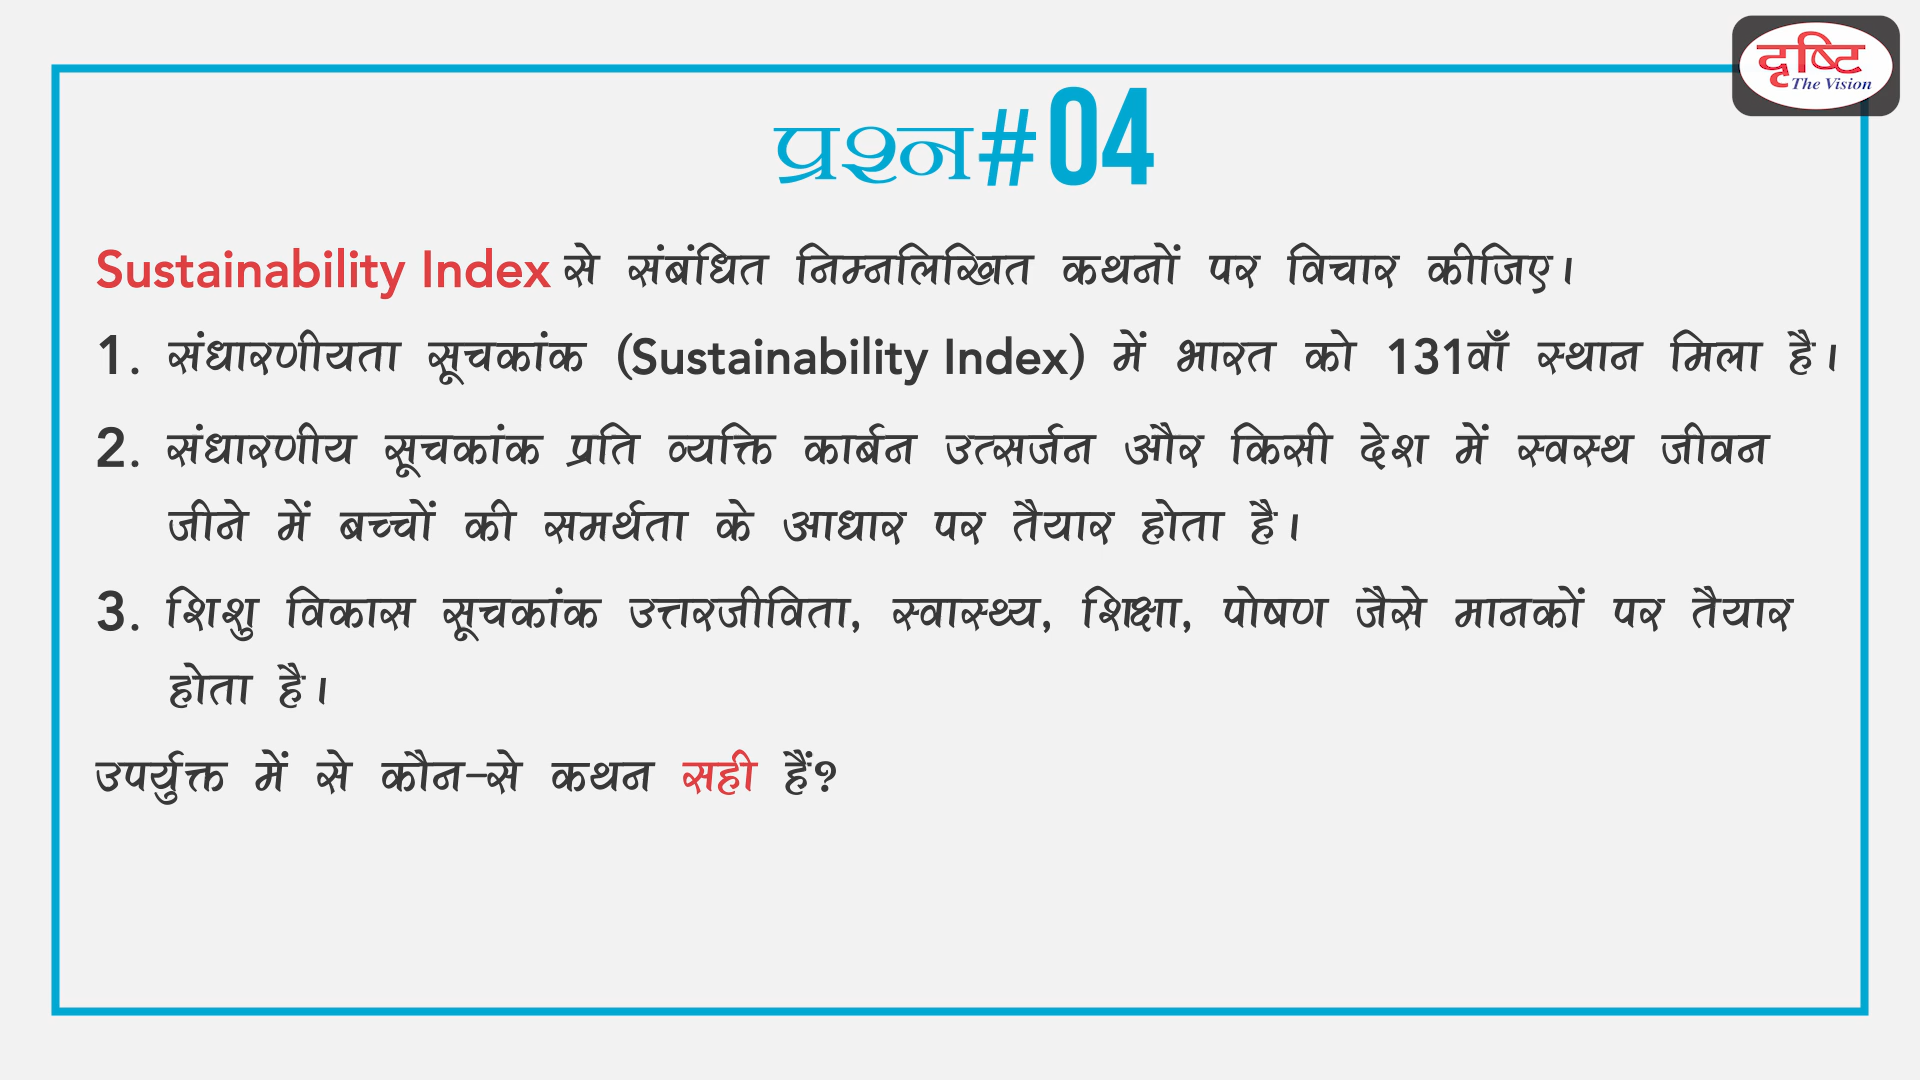 दृष्टि
The Vision
प्रश्न#04
Sustainability Index से संबंधित निम्नलिखित कथनों पर विचार कीजिए।
1. संधारणीयता सूचकांक (Sustainability Index) में भारत को 131वाँ स्थान मिला है।
2. संधारणीय सूचकांक प्रति व्यक्ति कार्बन उत्सर्जन और किसी देश में स्वस्थ जीवन
जीने में बच्चों की समर्थता के आधार पर तैयार होता है।
3. शिशु विकास सूचकांक उत्तरजीविता, स्वास्थ्य, शिक्षा, पोषण जैसे मानकों पर तैयार
होता है।
उपर्युक्त में से कौन-से कथन सही हैं?